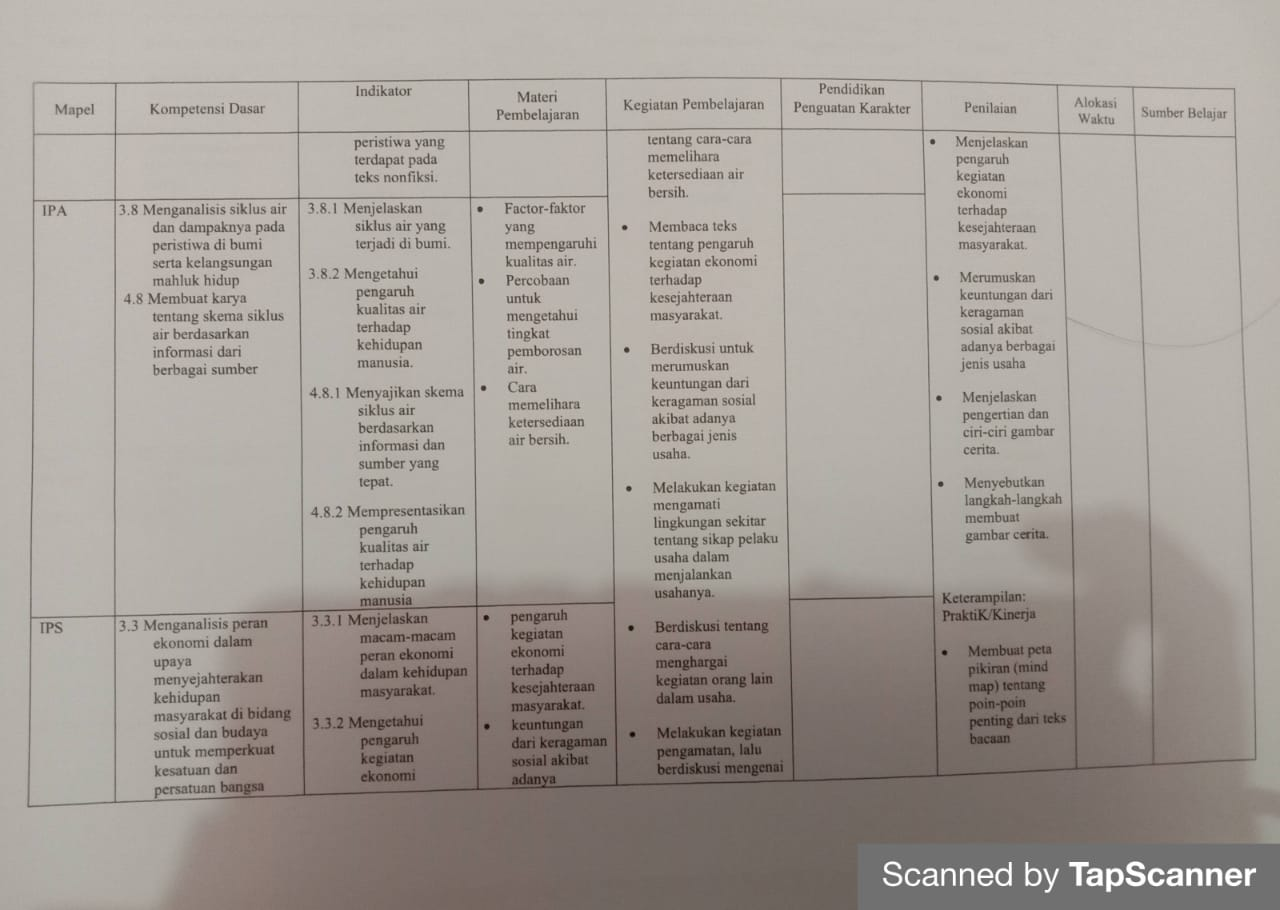 Mapel
Kompetensi Dasar
Indikator
Materi
Pembelajaran
Kegiatan Pembelajaran
Pendidikan
Penguatan Karakter
Penilaian
Alokasi
Waktu
Sumber Belajar
peristiwa yang
terdapat pada
teks nonfiksi.
tentang cara-cara
memelihara
ketersediaan air
bersih.
IPA
3.8 Menganalisis siklus air
dan dampaknya pada
peristiwa di bumi
serta kelangsungan
mahluk hidup
4.8 Membuat karya
tentang skema siklus
air berdasarkan
informasi dari
berbagai sumber
3.8.1 Menjelaskan
siklus air yang
terjadi di bumi.
3.8.2 Mengetahui
pengaruh
kualitas air
terhadap
kehidupan
manusia.
4.8.1 Menyajikan skema
siklus air
berdasarkan
informasi dan
sumber yang
tepat.
4.8.2 Mempresentasikan
pengaruh
kualitas air
terhadap
kehidupan
manusia
• Factor-faktor
yang
mempengaruhi
kualitas air.
• Percobaan
untuk
mengetahui
tingkat
pemborosan
air.
• Cara
memelihara
ketersediaan
air bersih.
• Membaca teks
tentang pengaruh
kegiatan ekonomi
terhadap
kesejahteraan
masyarakat.
• Berdiskusi untuk
merumuskan
keuntungan dari
keragaman sosial
akibat adanya
berbagai jenis
usaha.
• Melakukan kegiatan
mengamati
lingkungan sekitar
tentang sikap pelaku
usaha dalam
menjalankan
usahanya.
• Berdiskusi tentang
cara-cara
menghargai
kegiatan orang lain
dalam usaha.
• Melakukan kegiatan
pengamatan, lalu
berdiskusi mengenai
• Menjelaskan
pengaruh
kegiatan
ekonomi
terhadap
kesejahteraan
masyarakat.
• Merumuskan
keuntungan dari
keragaman
sosial akibat
adanya berbagai
jenis usaha
• Menjelaskan
pengertian dan
ciri-ciri gambar
cerita.
• Menyebutkan
langkah-langkah
membuat
gambar cerita.
Keterampilan:
PraktiK/Kinerja
• Membuat peta
pikiran (mind
map) tentang
poin-poin
penting dari teks
bacaan
IPS
3.3 Menganalisis peran
ekonomi dalam
upaya
menyejahterakan
kehidupan
masyarakat di bidang
sosial dan budaya
untuk memperkuat
kesatuan dan
persatuan bangsa
3.3.1 Menjelaskan
macam-macam
peran ekonomi
dalam kehidupan
masyarakat.
3.3.2 Mengetahui
pengaruh
kegiatan
ekonomi
• pengaruh
kegiatan
ekonomi
terhadap
kesejahteraan
masyarakat.
• keuntungan
dari keragaman
sosial akibat
adanya
Scanned by TapScanner